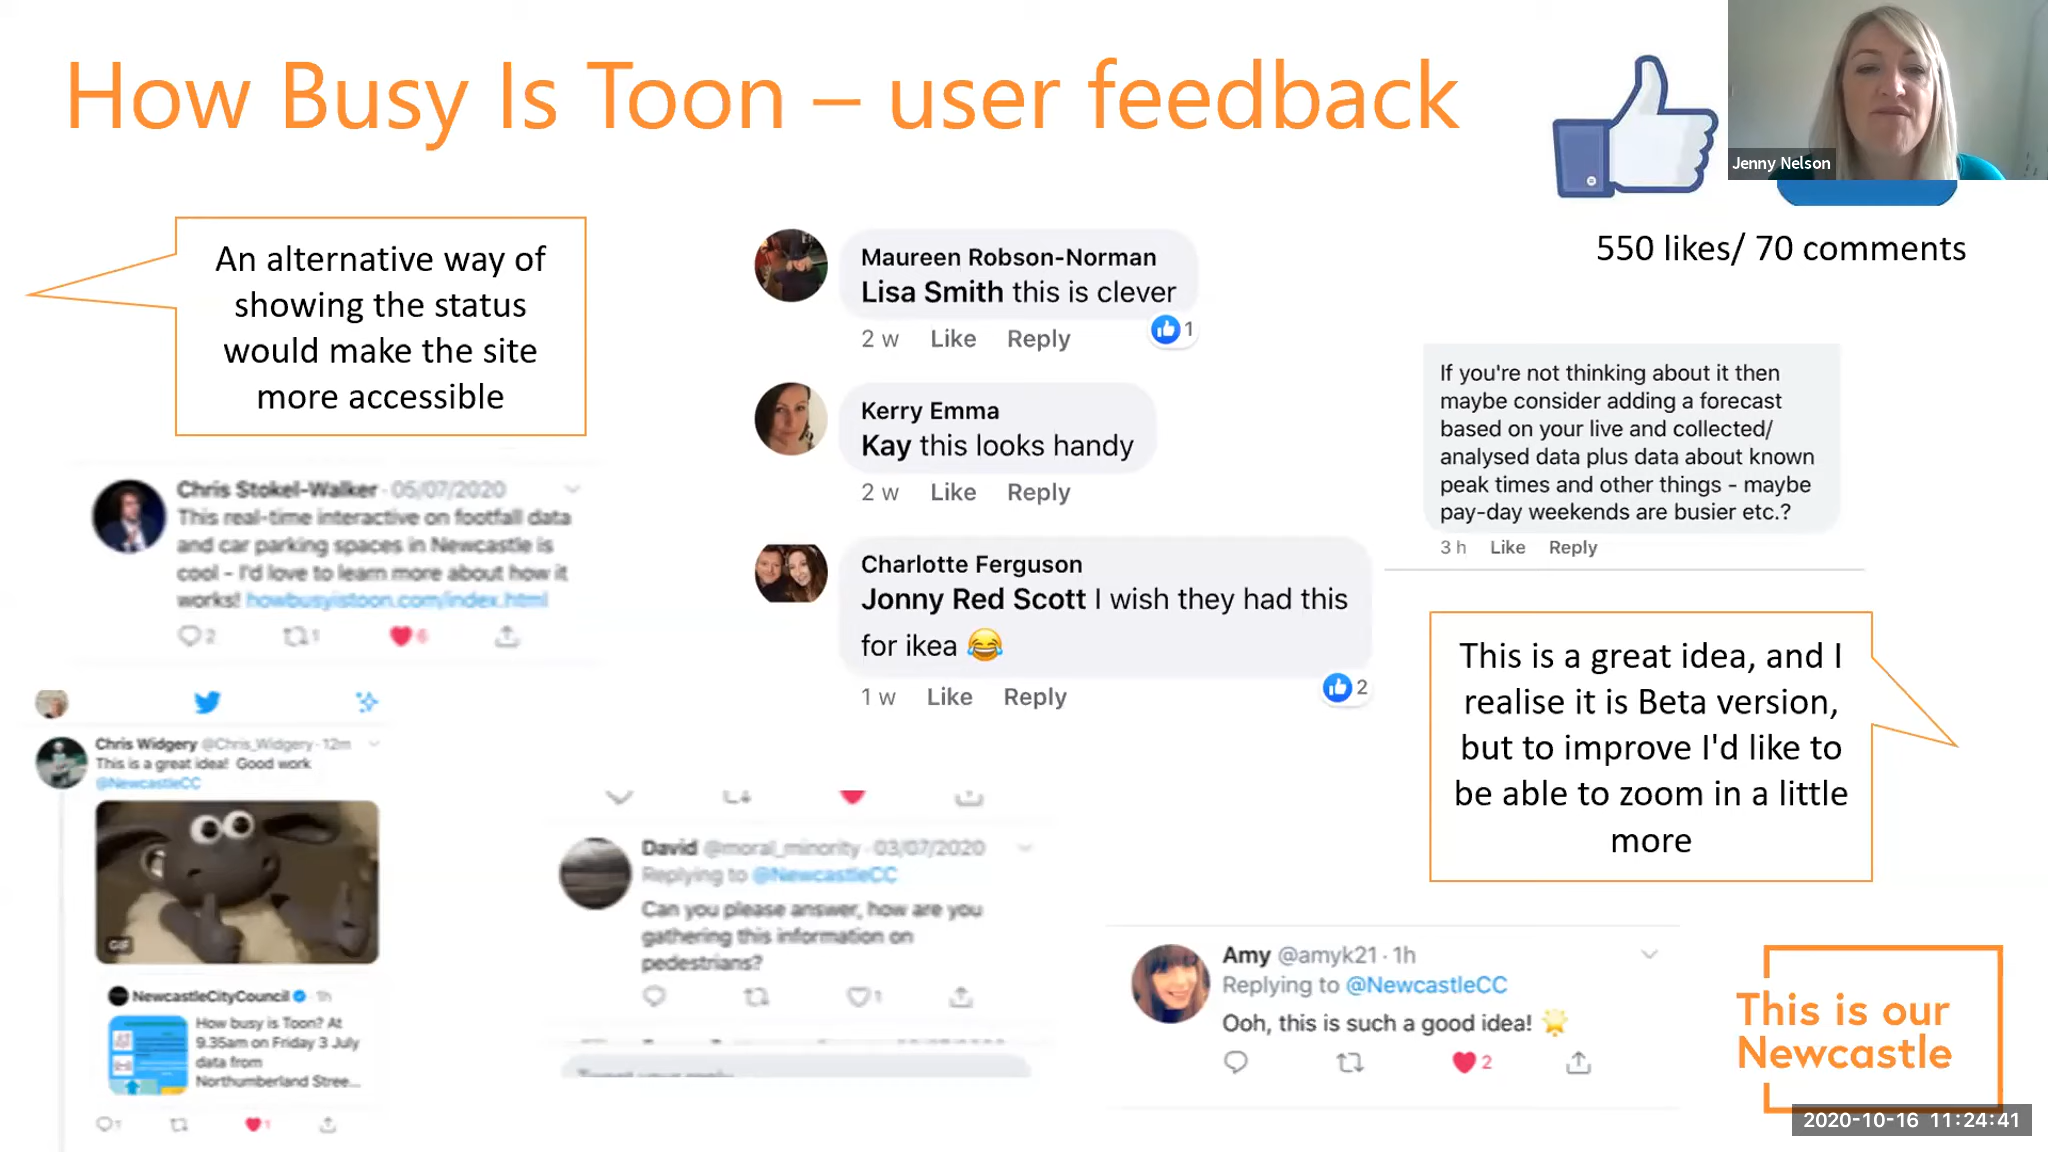 How Busy Is Toon – user feedback
Jenny Nelson
550 likes/ 70 comments
An alternative way of
showing the status
would make the site
more accessible
Maureen Robson-Norman
Lisa Smith this is clever
2 w Like Reply
1
Kerry Emma
Kay this looks handy
2 w Like Reply
Charlotte Ferguson
Jonny Red Scott I wish they had this
for ikea 😂
1 w Like Reply
2
If you're not thinking about it then
maybe consider adding a forecast
based on your live and collected/
analysed data plus data about known
peak times and other things - maybe
pay-day weekends are busier etc.?
3 h Like Reply
Chris Stokel-Walker · 05/07/2020
This real-time interactive on footfall data
and car parking spaces in Newcastle is
cool - I'd love to learn more about how it
works! howbusyistoon.com/index.html
2 1 6
This is a great idea, and I
realise it is Beta version,
but to improve I'd like to
be able to zoom in a little
more
Chris Widgery @Chris_Widgery · 12m
This is a great idea! Good work
@NewcastleCC
GIF
NewcastleCityCouncil 1h
How busy is Toon? At
9.35am on Friday 3 July
data from
Northumberland Stree...
1 1
David @moral_minority · 03/07/2020
Replying to @NewcastleCC
Can you please answer, how are you
gathering this information on
pedestrians?
1
Tweet your reply
Amy @amyk21 · 1h
Replying to @NewcastleCC
Ooh, this is such a good idea! 🌟
2
This is our
Newcastle
2020-10-16 11:24:41